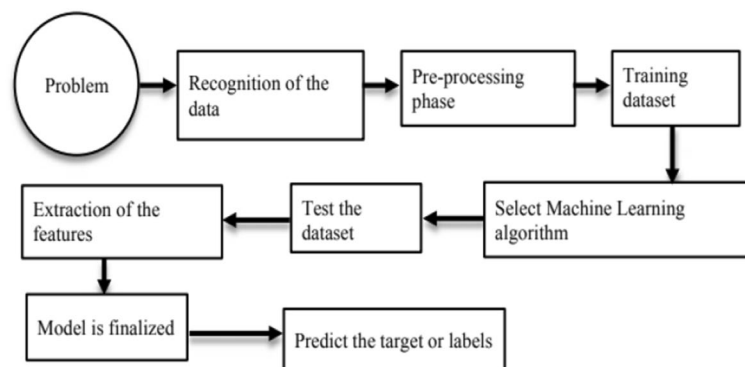 Problem
Recognition of the
data
Pre-processing
phase
Training
dataset
Select Machine Learning
algorithm
Test the
dataset
Extraction of the
features
Model is finalized
Predict the target or labels